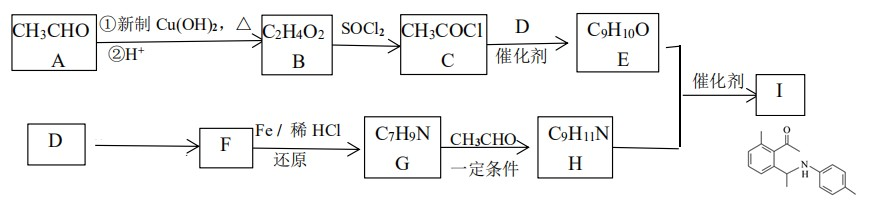 CH₃CHO
A
①新制 Cu(OH)₂，△
②H⁺
C₂H₄O₂
B
SOCl₂
CH₃COCl
C
D
催化剂
C₉H₁₀O
E
催化剂
I
D
F
Fe / 稀 HCl
还原
C₇H₉N
G
CH₃CHO
一定条件
C₉H₁₁N
H
O
N
H